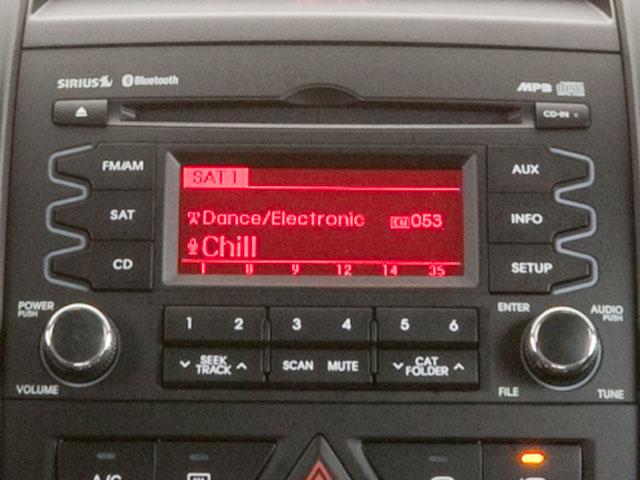 SIRIUS Bluetooth MP3
CD-IN
FM/AM AUX
SAT 1
SAT INFO
Dance/Electronic CH 053
Chill
CD SETUP
1 8 9 12 14 35
POWER PUSH ENTER AUDIO PUSH
1 2 3 4 5 6
SEEK TRACK SCAN MUTE CAT FOLDER
VOLUME FILE TUNE
A/C